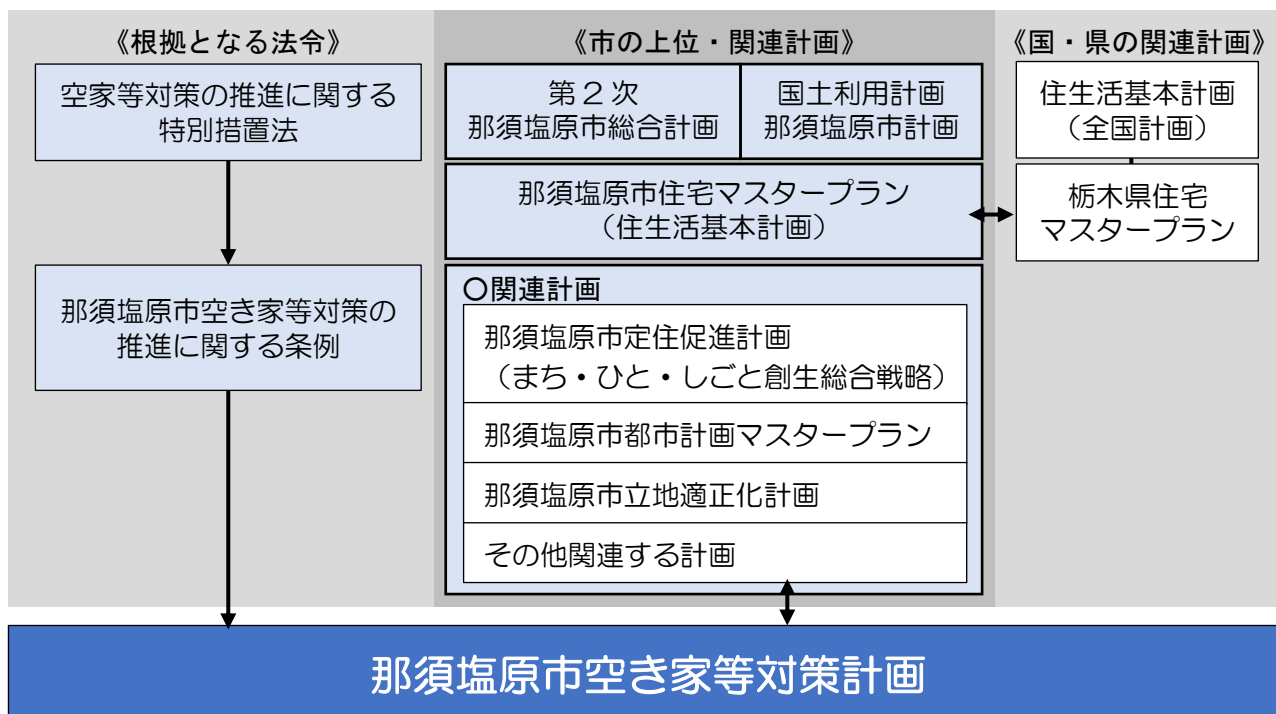 《根拠となる法令》
空家等対策の推進に関する
特別措置法
那須塩原市空き家等対策の
推進に関する条例
《市の上位・関連計画》
第２次
那須塩原市総合計画
国土利用計画
那須塩原市計画
那須塩原市住宅マスタープラン
（住生活基本計画）
〇関連計画
那須塩原市定住促進計画
（まち・ひと・しごと創生総合戦略）
那須塩原市都市計画マスタープラン
那須塩原市立地適正化計画
その他関連する計画
《国・県の関連計画》
住生活基本計画
（全国計画）
栃木県住宅
マスタープラン
那須塩原市空き家等対策計画